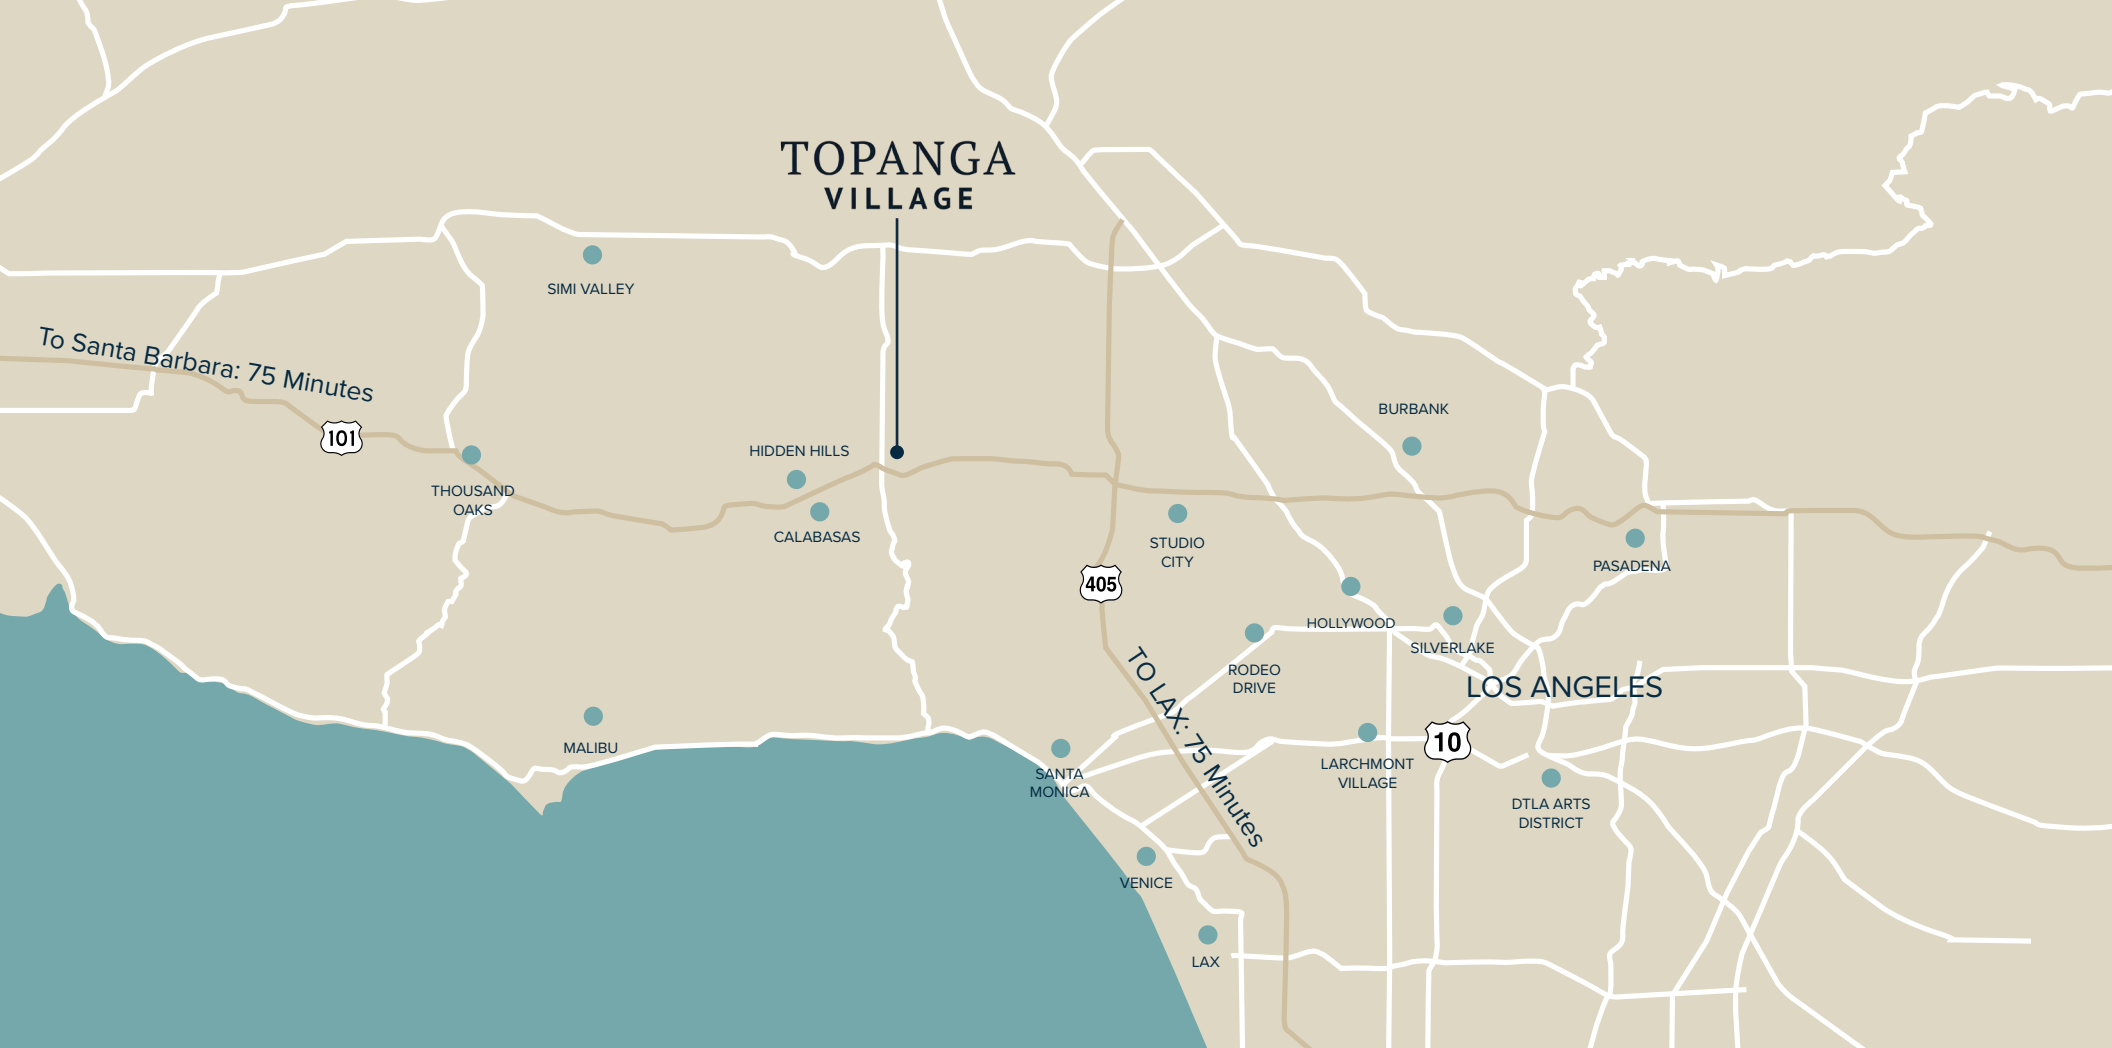 TOPANGA
VILLAGE
SIMI VALLEY
To Santa Barbara: 75 Minutes
101
BURBANK
HIDDEN HILLS
THOUSAND
OAKS
CALABASAS
STUDIO
CITY
PASADENA
405
HOLLYWOOD
SILVERLAKE
RODEO
DRIVE
TO LAX: 75 Minutes
LOS ANGELES
MALIBU
10
SANTA
MONICA
LARCHMONT
VILLAGE
DTLA ARTS
DISTRICT
VENICE
LAX